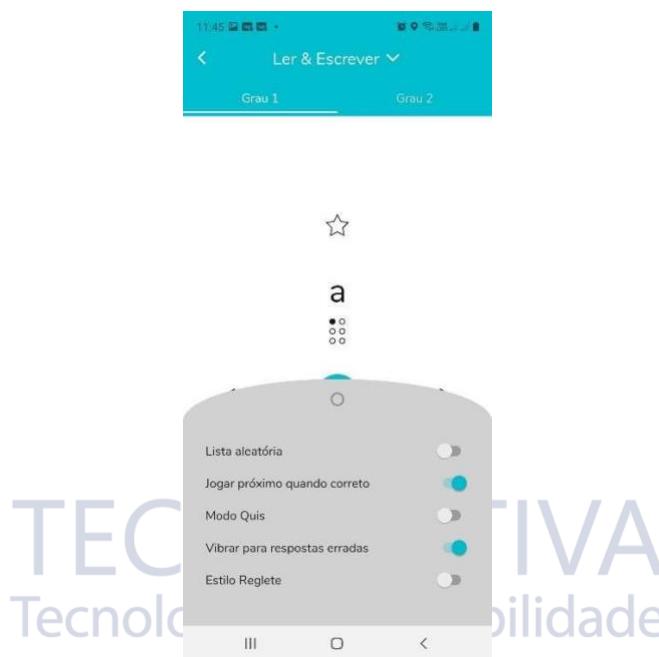 11:45
Ler & Escrever
Grau 1 Grau 2
a
Lista aleatória
Jogar próximo quando correto
Modo Quis
Vibrar para respostas erradas
Estilo Reglete
TEC IVA
Tecnolo bilidade